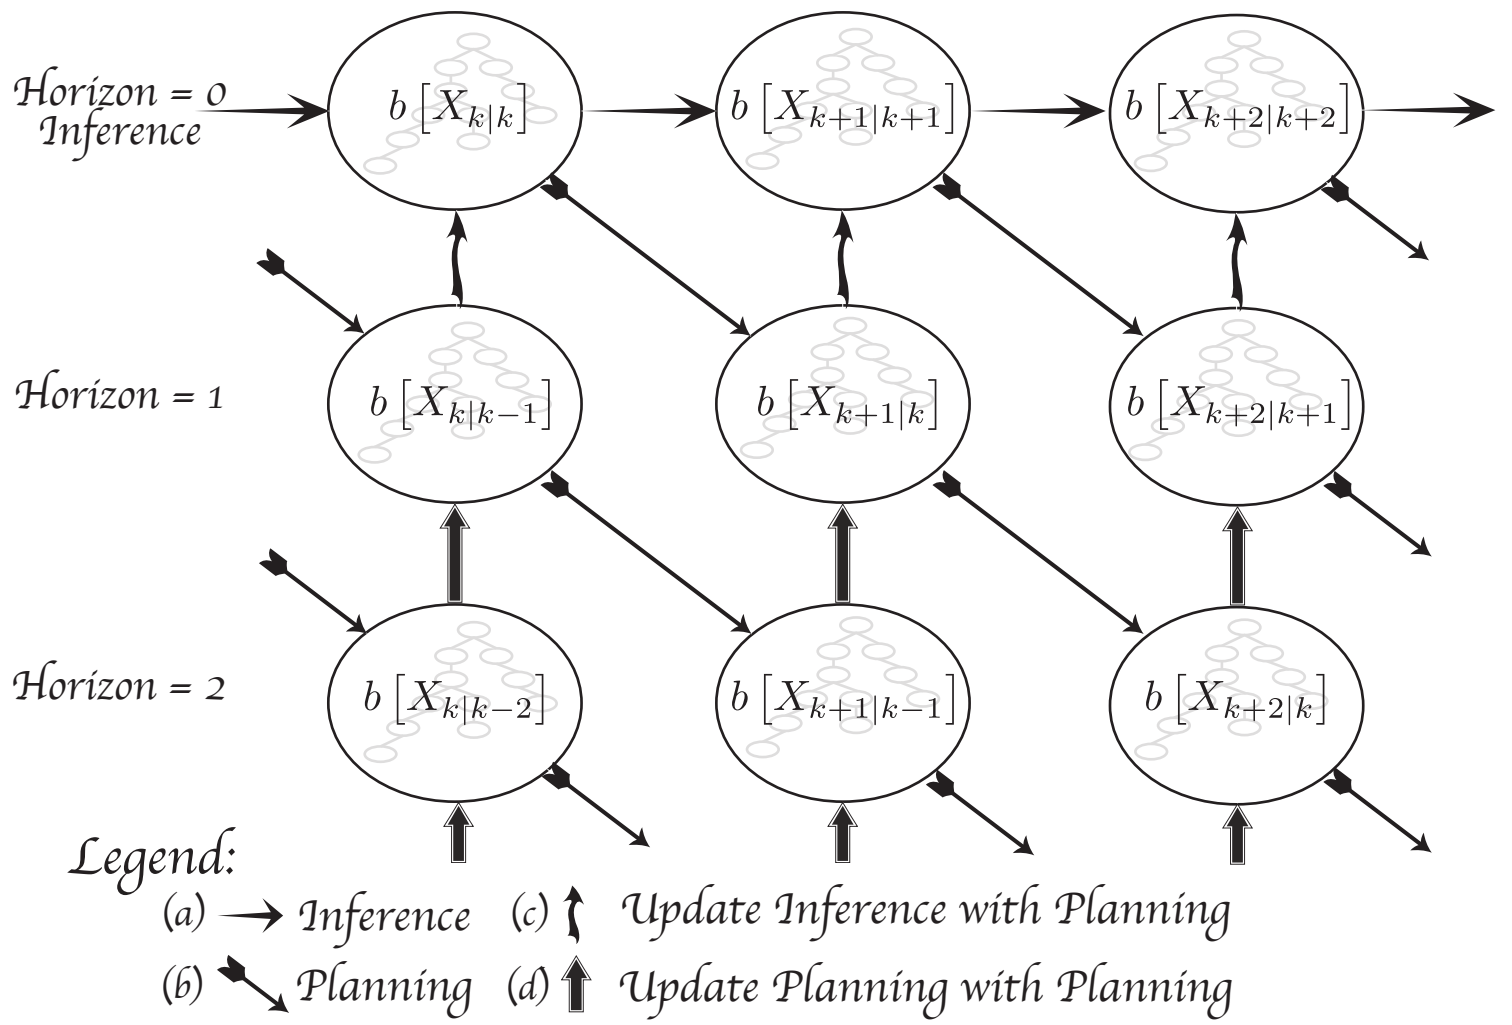 Horizon = 0
Inference
b [X_{k|k}]
b [X_{k+1|k+1}]
b [X_{k+2|k+2}]
Horizon = 1
b [X_{k|k−1}]
b [X_{k+1|k}]
b [X_{k+2|k+1}]
Horizon = 2
b [X_{k|k−2}]
b [X_{k+1|k−1}]
b [X_{k+2|k}]
Legend:
(a) Inference
(c) Update Inference with Planning
(b) Planning
(d) Update Planning with Planning